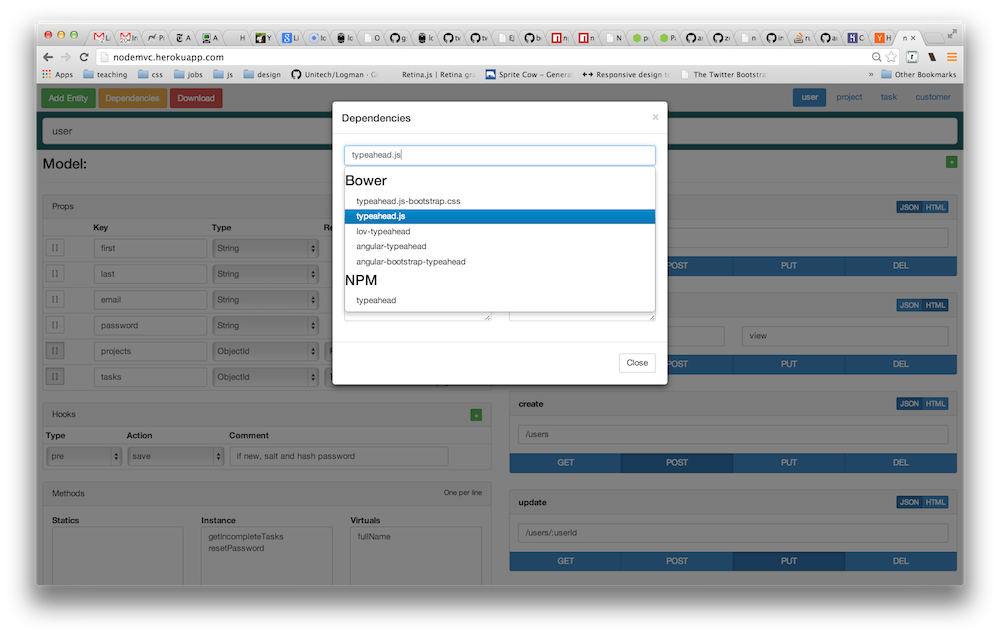 nodemvc.herokuapp.com
Apps teaching css jobs js design Unitech/Logman - Retina.js | Retina gra Sprite Cow - Genera Responsive design t The Twitter Bootstra » Other Bookmarks
Add Entity Dependencies Download user project task customer
user
Model:
Dependencies ×
typeahead.js
Bower
typeahead.js-bootstrap.css
typeahead.js
lov-typeahead
angular-typeahead
angular-bootstrap-typeahead
NPM
typeahead
Close
Props
Key Type
[ ] first String
[ ] last String
[ ] email String
[ ] password String
[ ] projects ObjectId
[ ] tasks ObjectId
Hooks +
Type Action Comment
pre save if new, salt and hash password
Methods One per line
Statics Instance Virtuals
getIncompleteTasks fullName
resetPassword
+
JSON HTML
POST PUT DEL
JSON HTML
view
POST PUT DEL
create JSON HTML
/users
GET POST PUT DEL
update JSON HTML
/users/:userId
GET POST PUT DEL